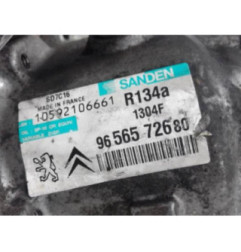 SD7C16
SANDEN
MADE IN FRANCE
10592106661
R134a
1304F
96 565 726 80